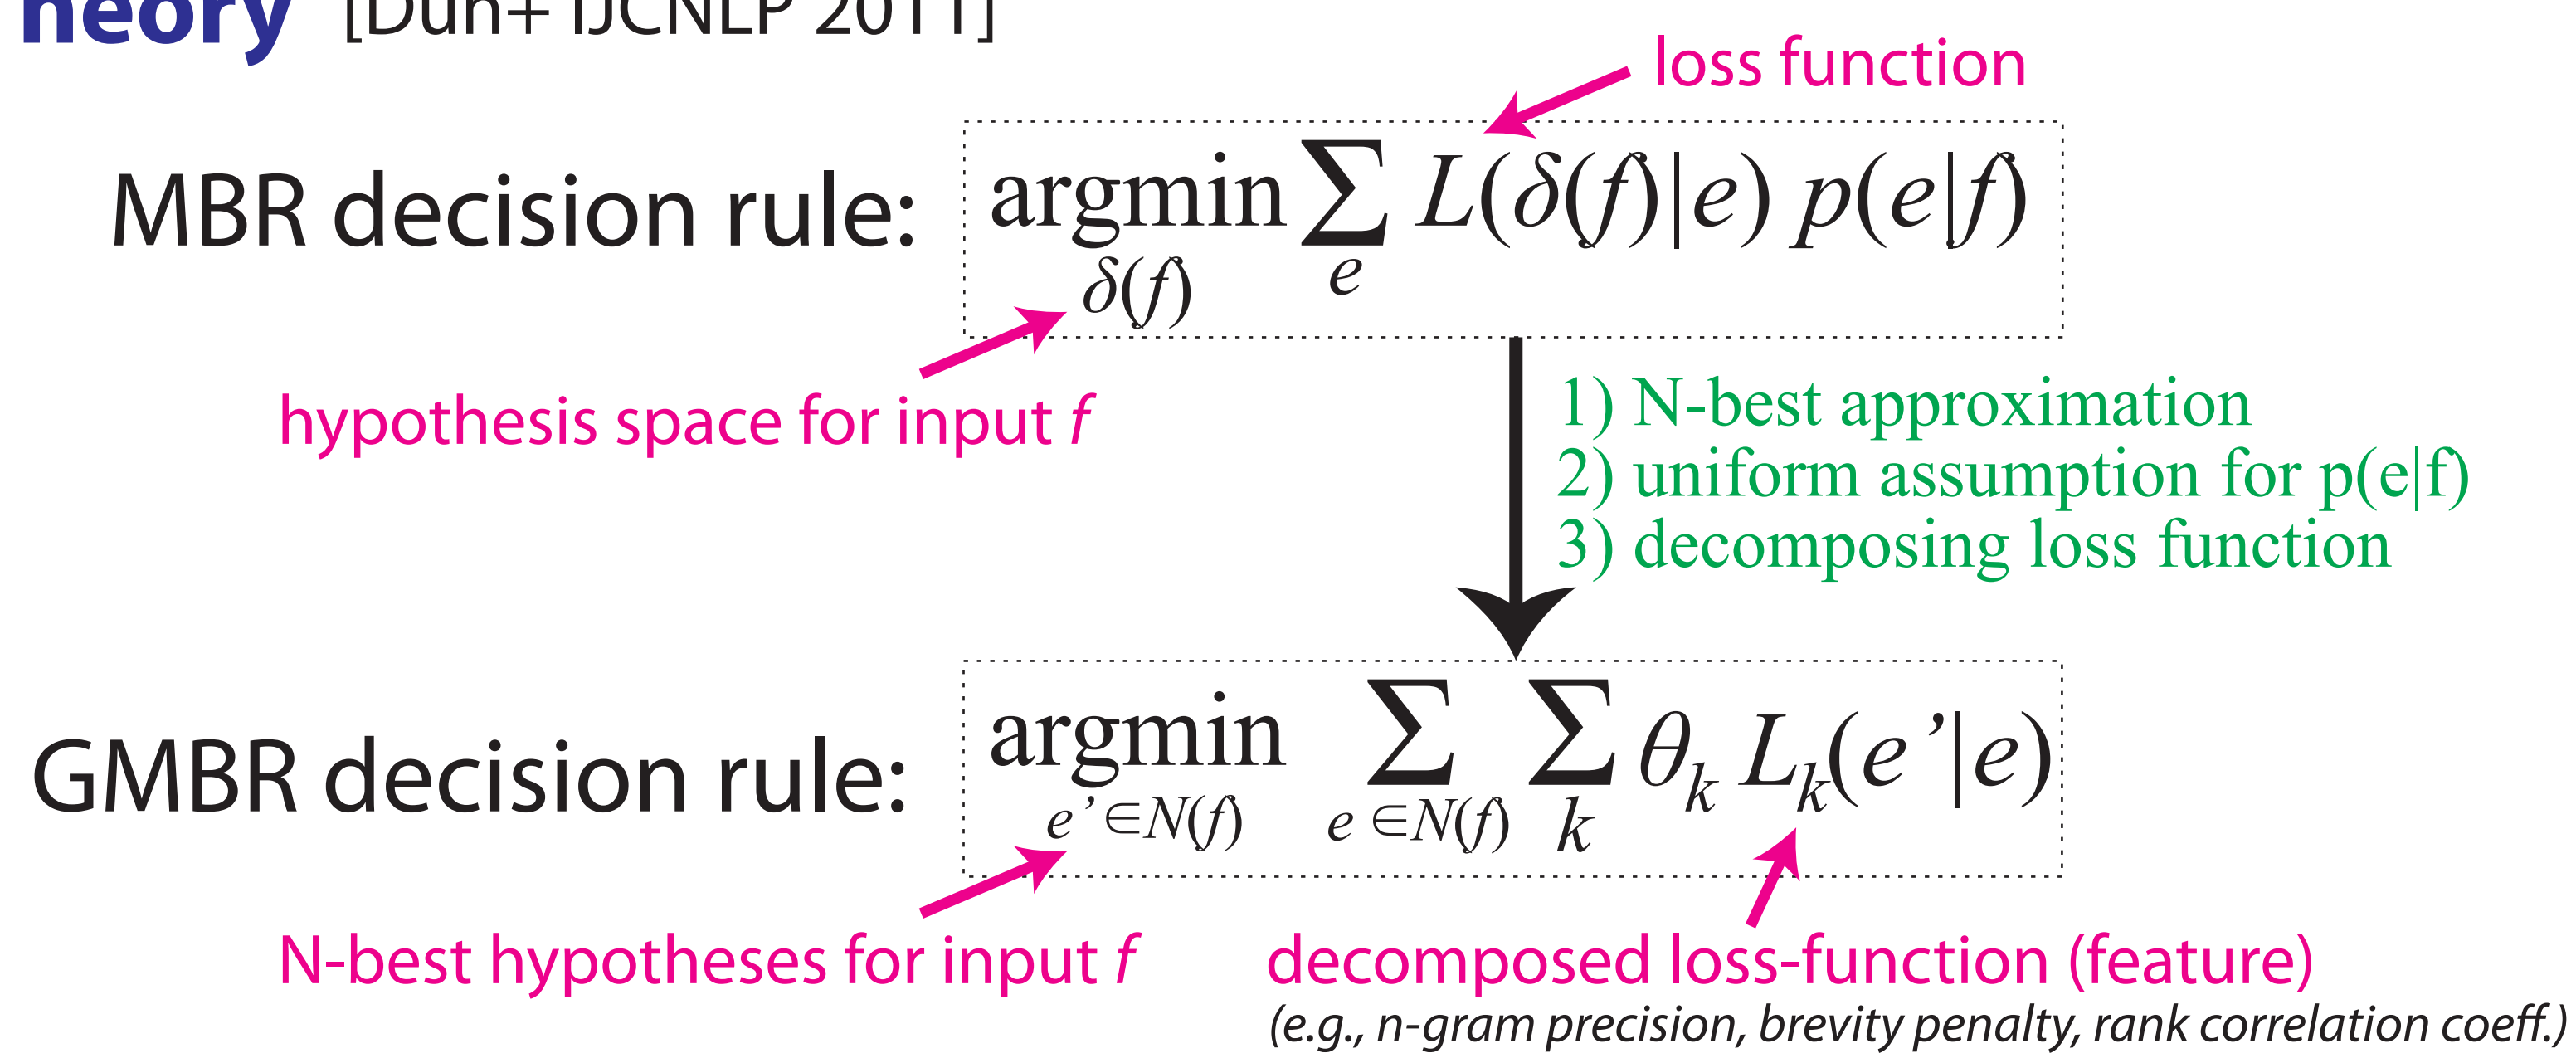 heory [Duh+ IJCNLP 2011]
loss function
MBR decision rule: argmin Σ L(δ(f)|e) p(e|f)
δ(f) e
hypothesis space for input f
1) N-best approximation
2) uniform assumption for p(e|f)
3) decomposing loss function
GMBR decision rule: argmin Σ Σ θk Lk(e’|e)
e’∈N(f) e ∈N(f) k
N-best hypotheses for input f
decomposed loss-function (feature)
(e.g., n-gram precision, brevity penalty, rank correlation coeff.)